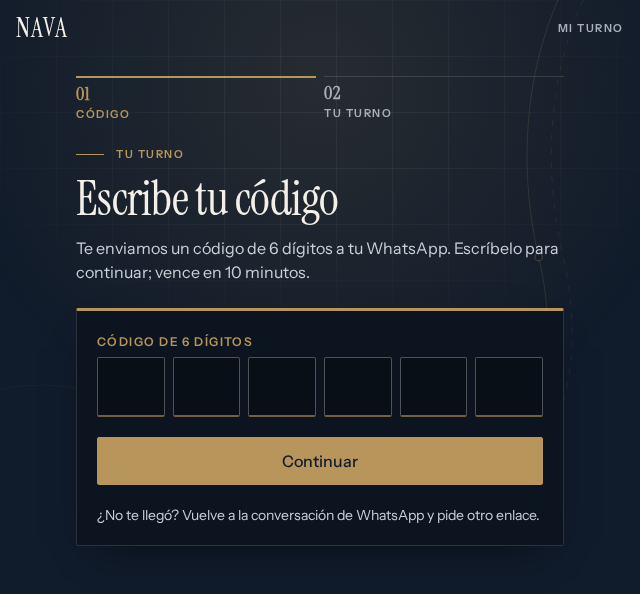 NAVA
MI TURNO
01
CÓDIGO
02
TU TURNO
TU TURNO
Escribe tu código
Te enviamos un código de 6 dígitos a tu WhatsApp. Escríbelo para
continuar; vence en 10 minutos.
CÓDIGO DE 6 DÍGITOS
Continuar
¿No te llegó? Vuelve a la conversación de WhatsApp y pide otro enlace.